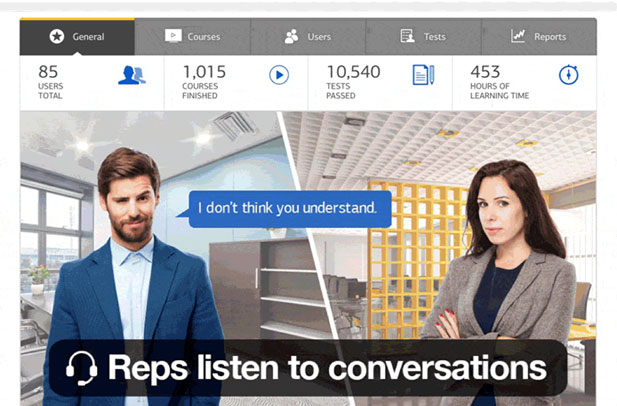 General
Courses
Users
Tests
Reports
85
USERS
TOTAL
1,015
COURSES
FINISHED
10,540
TESTS
PASSED
453
HOURS OF
LEARNING TIME
I don't think you understand.
Reps listen to conversations